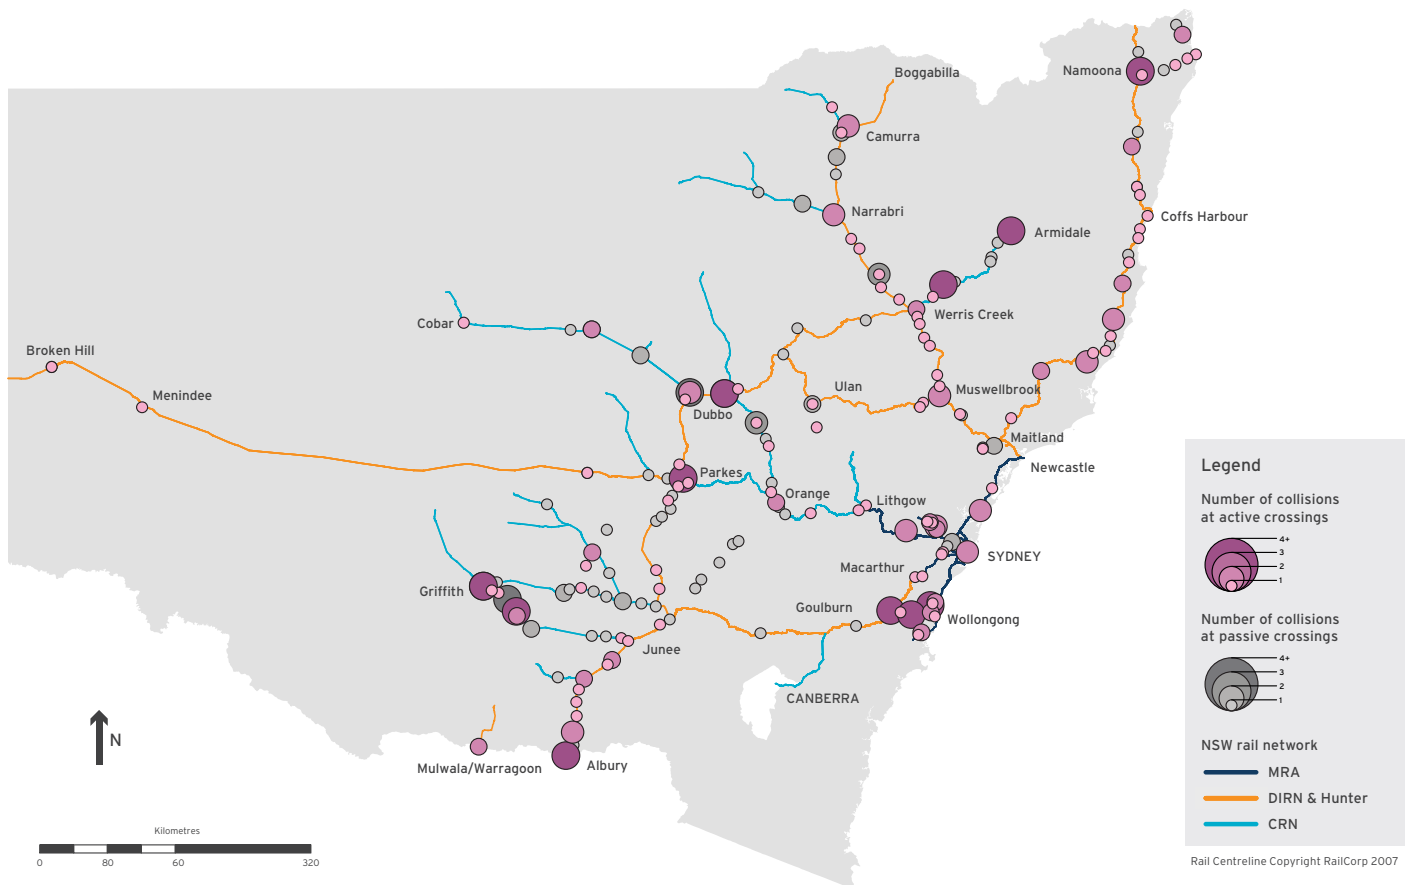 Boggabilla
Namoona
Camurra
Narrabri
Coffs Harbour
Armidale
Werris Creek
Cobar
Broken Hill
Menindee
Ulan
Muswellbrook
Dubbo
Maitland
Newcastle
Parkes
Orange
Lithgow
SYDNEY
Macarthur
Griffith
Goulburn
Wollongong
Junee
CANBERRA
Mulwala/Warragoon
Albury
N
Kilometres
0
80
60
320
Legend
Number of collisions
at active crossings
4+
3
2
1
Number of collisions
at passive crossings
4+
3
2
1
NSW rail network
MRA
DIRN & Hunter
CRN
Rail Centreline Copyright RailCorp 2007